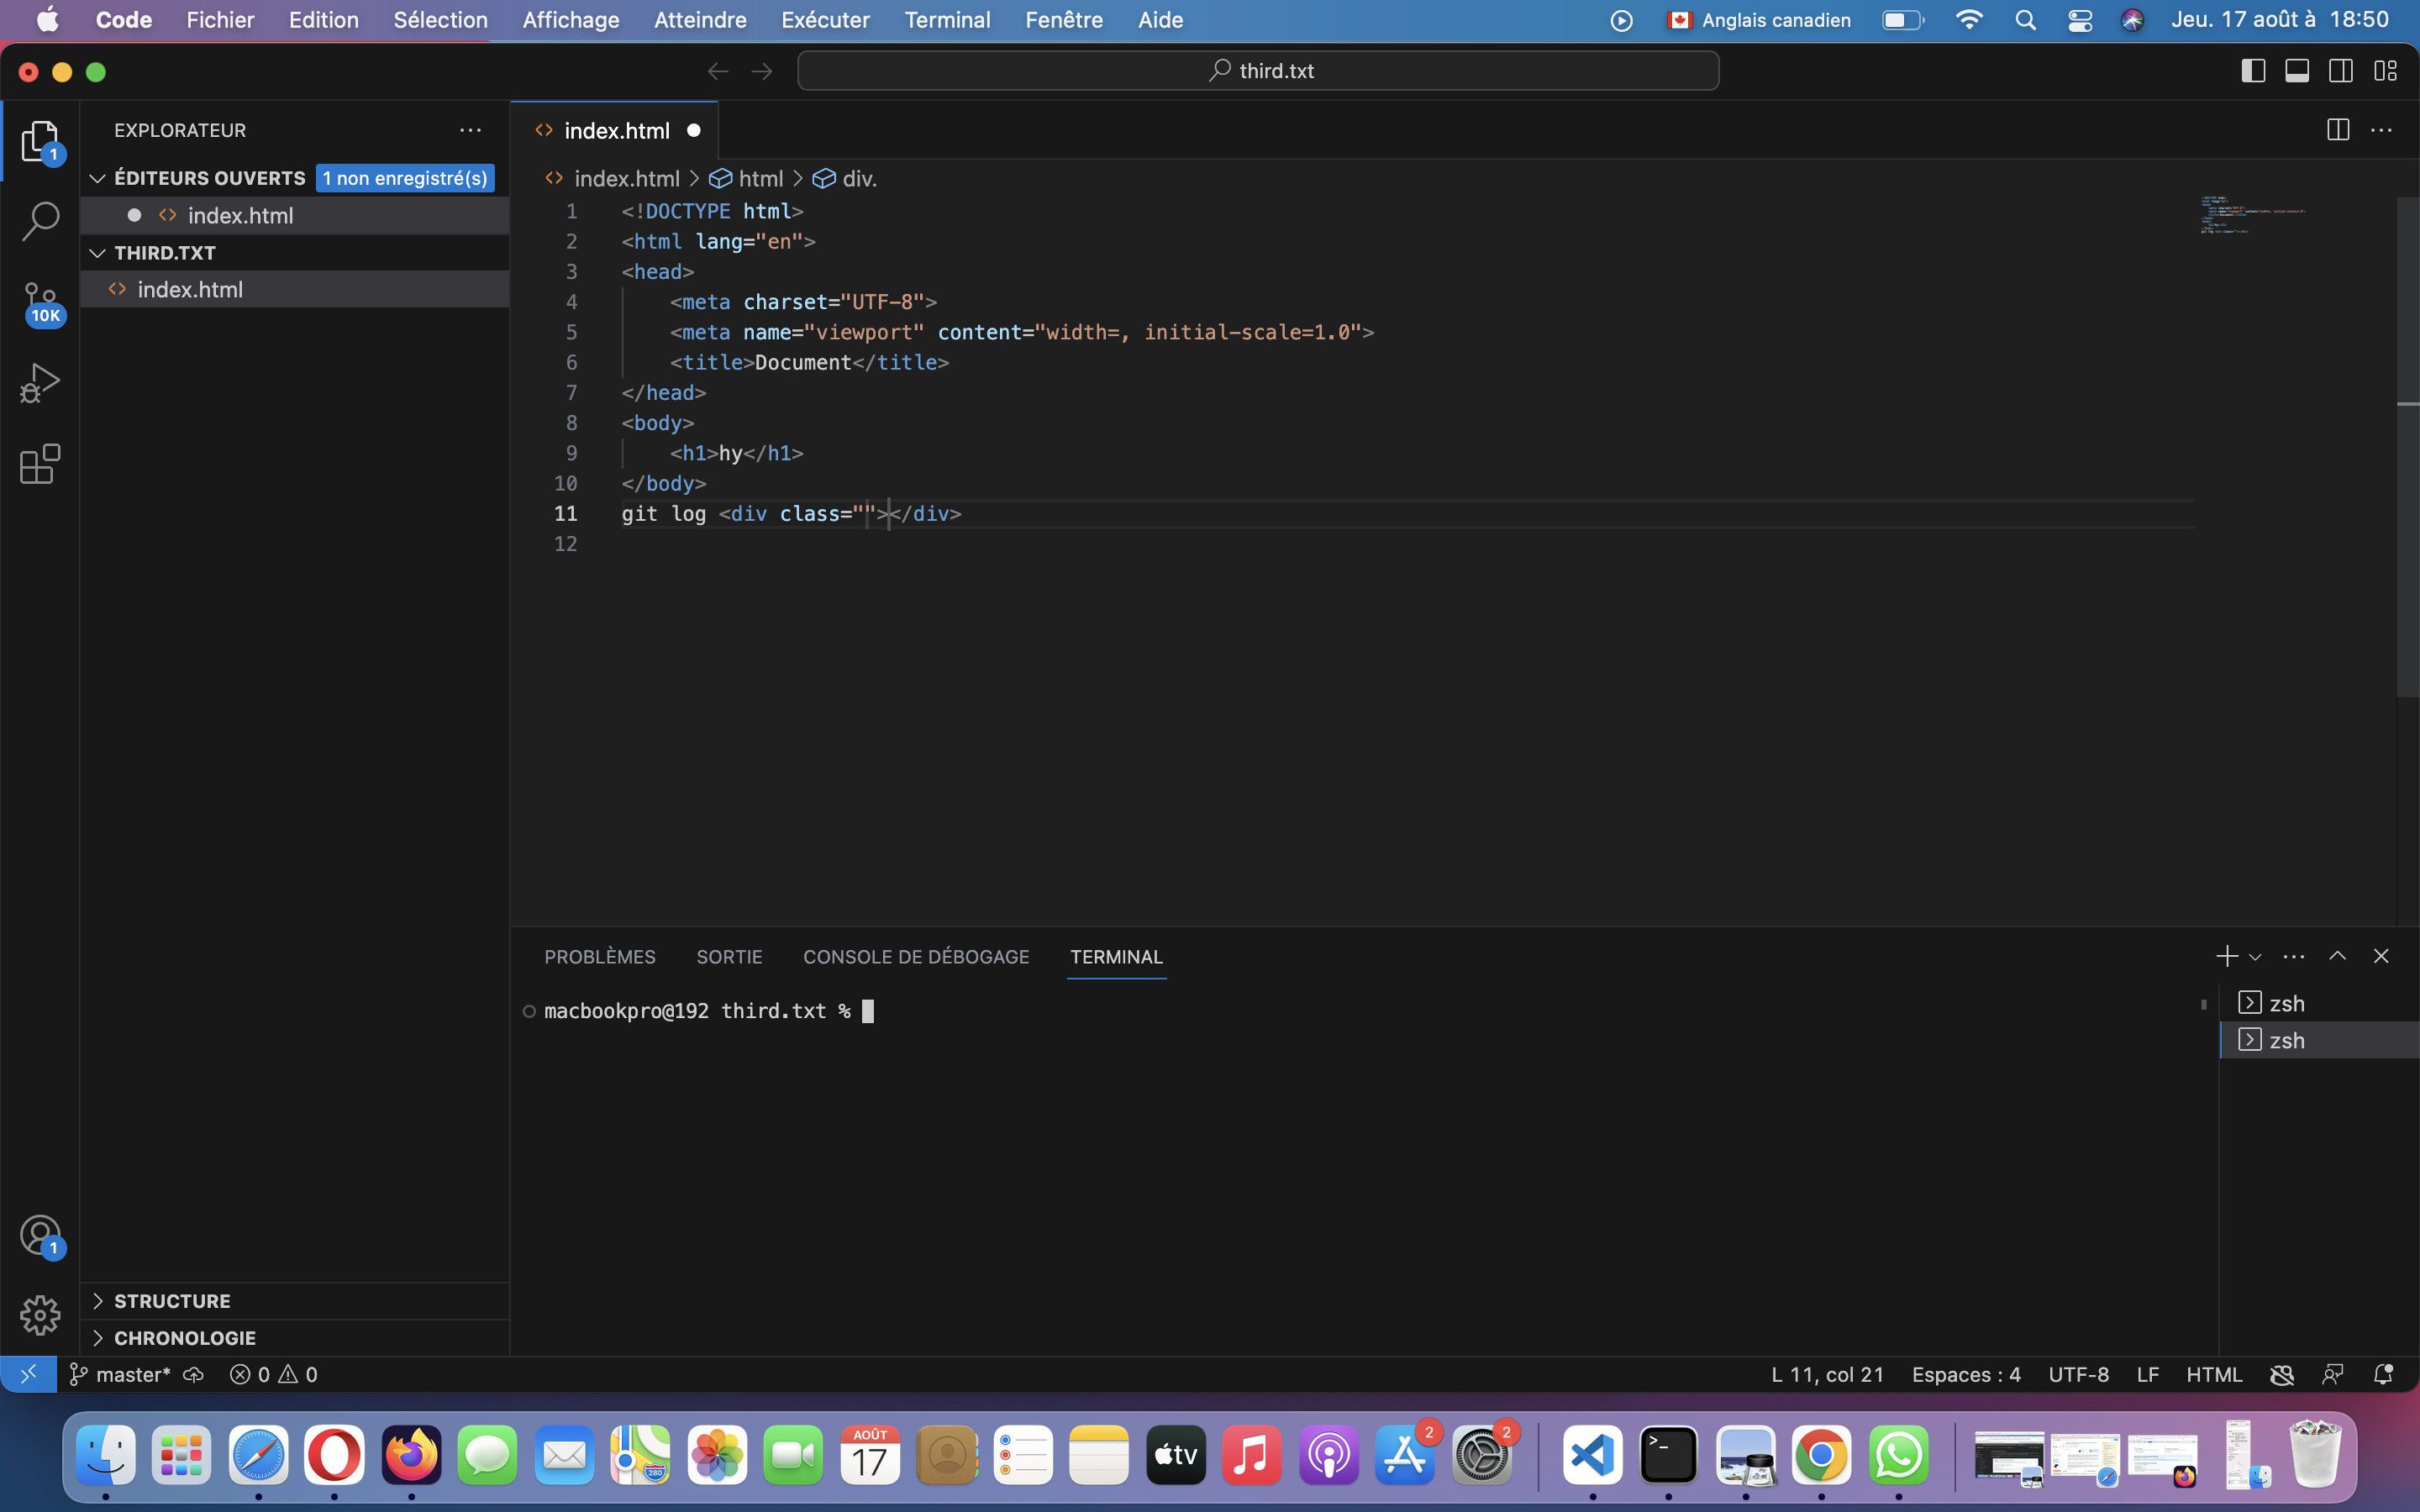 Code Fichier Edition Sélection Affichage Atteindre Exécuter Terminal Fenêtre Aide Anglais canadien Jeu. 17 août à 18:50
third.txt
EXPLORATEUR
1
ÉDITEURS OUVERTS 1 non enregistré(s)
index.html
THIRD.TXT
index.html
10K
index.html
index.html > html > div.
1 <!DOCTYPE html>
2 <html lang="en">
3 <head>
4 <meta charset="UTF-8">
5 <meta name="viewport" content="width=, initial-scale=1.0">
6 <title>Document</title>
7 </head>
8 <body>
9 <h1>hy</h1>
10 </body>
11 git log <div class=""></div>
12
PROBLÈMES SORTIE CONSOLE DE DÉBOGAGE TERMINAL
macbookpro@192 third.txt %
zsh
zsh
1
STRUCTURE
CHRONOLOGIE
master* 0 0 L 11, col 21 Espaces : 4 UTF-8 LF HTML
AOÛT
17
280
tv
2
2
>_